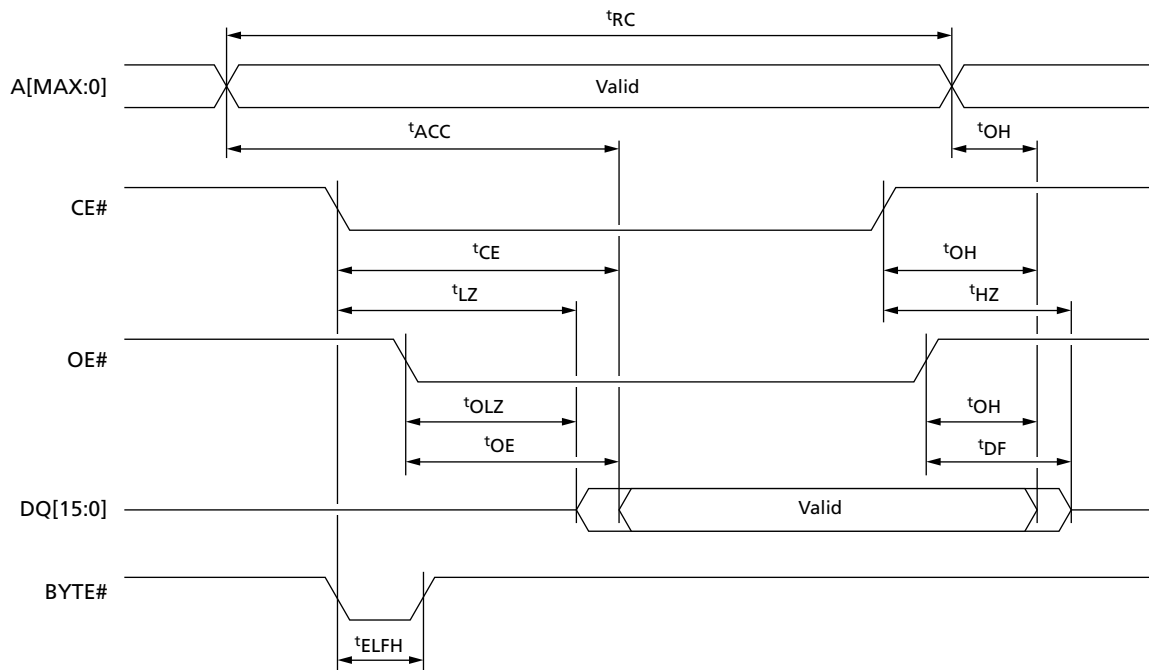 tRC
A[MAX:0]
Valid
tACC
tOH
CE#
tCE
tOH
tLZ
tHZ
OE#
tOLZ
tOH
tOE
tDF
DQ[15:0]
Valid
BYTE#
tELFH